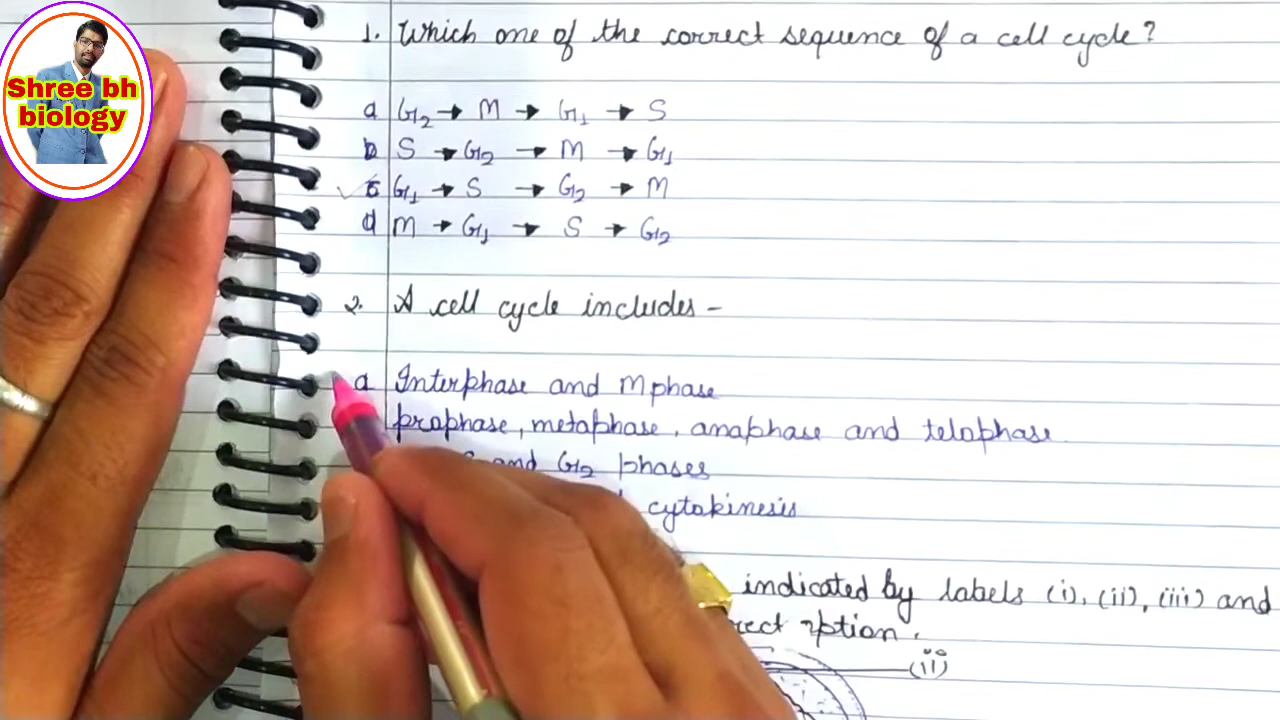 Shree bh
biology
1. Which one of the correct sequence of a cell cycle?
a G2 → M → G1 → S
b S → G2 → M → G1
c G1 → S → G2 → M
d M → G1 → S → G2
2. A cell cycle includes -
a Interphase and M phase
prophase, metaphase, anaphase and telophase
and G2 phases
cytokinesis
indicated by labels (i), (ii), (iii) and
rect option.
(ii)